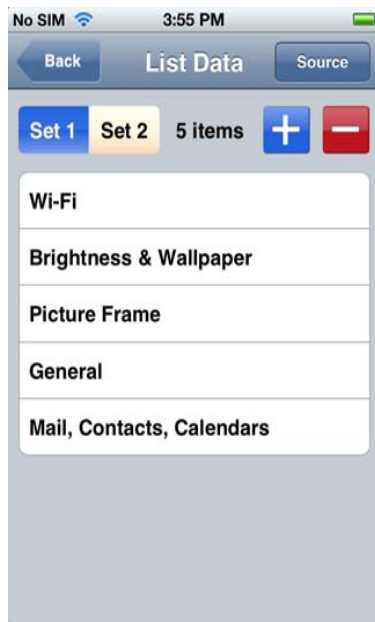 No SIM 3:55 PM
Back List Data Source
Set 1 Set 2 5 items + −
Wi-Fi
Brightness & Wallpaper
Picture Frame
General
Mail, Contacts, Calendars